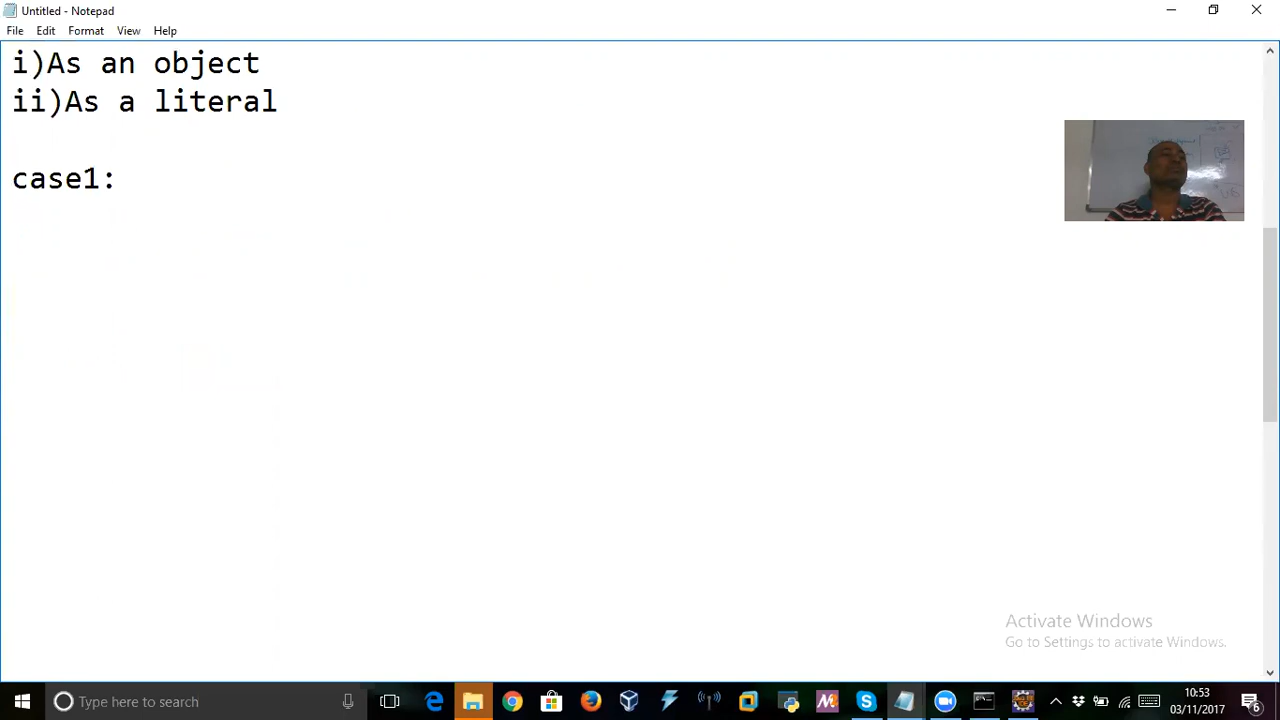 Untitled - Notepad
File Edit Format View Help
i)As an object
ii)As a literal
case1:
Activate Windows
Go to Settings to activate Windows.
Type here to search
10:53
03/11/2017
6